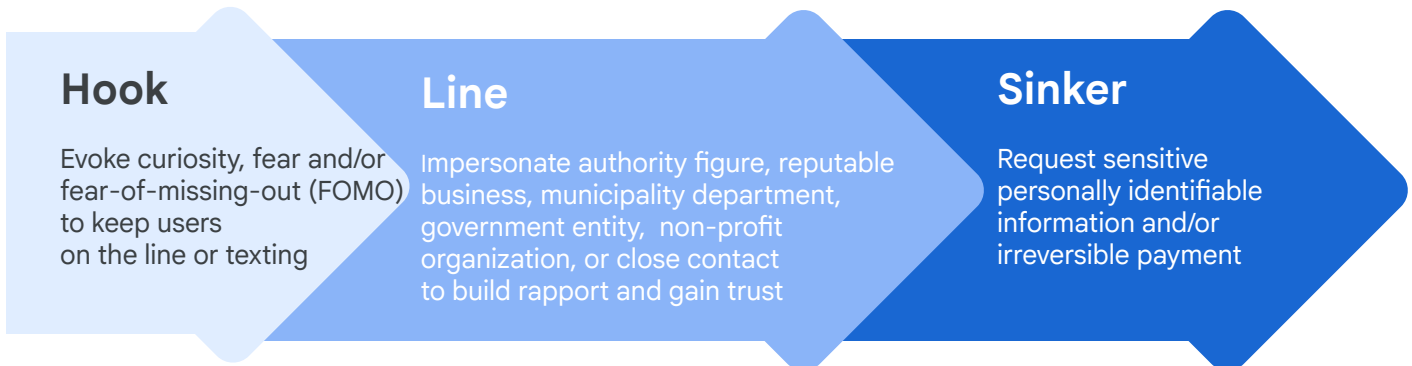 Hook
Evoke curiosity, fear and/or
fear-of-missing-out (FOMO)
to keep users
on the line or texting
Line
Impersonate authority figure, reputable
business, municipality department,
government entity,  non-profit
organization, or close contact
to build rapport and gain trust
Sinker
Request sensitive
personally identifiable
information and/or
irreversible payment